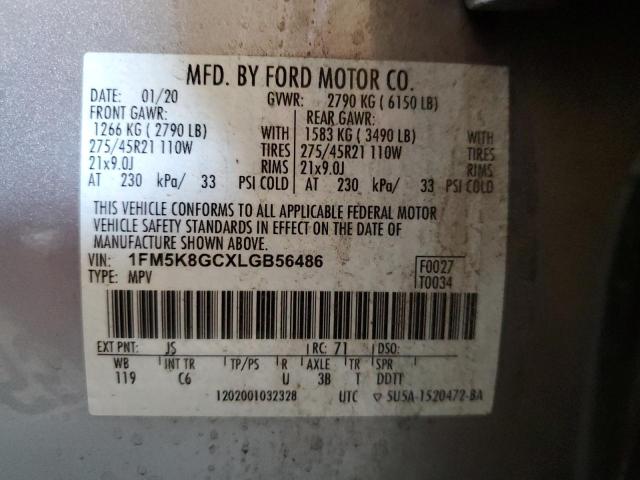 MFD. BY FORD MOTOR CO.
DATE: 01/20 GVWR: 2790 KG ( 6150 LB)
FRONT GAWR: REAR GAWR:
1266 KG ( 2790 LB) WITH 1583 KG ( 3490 LB) WITH
275/45R21 110W TIRES 275/45R21 110W TIRES
21x9.0J RIMS 21x9.0J RIMS
AT 230 kPa/ 33 PSI COLD AT 230 kPa/ 33 PSI COLD
THIS VEHICLE CONFORMS TO ALL APPLICABLE FEDERAL MOTOR
VEHICLE SAFETY STANDARDS IN EFFECT ON THE DATE OF
MANUFACTURE SHOWN ABOVE.
VIN: 1FM5K8GCXLGB56486 F0027
TYPE: MPV T0034
EXT PNT: JS RC: 71 DSO:
WB INT TR TP/PS R AXLE TR SPR
119 C6 U 3B T DDTT
1202001032328 UTC ▽ 5U5A-1520472-BA